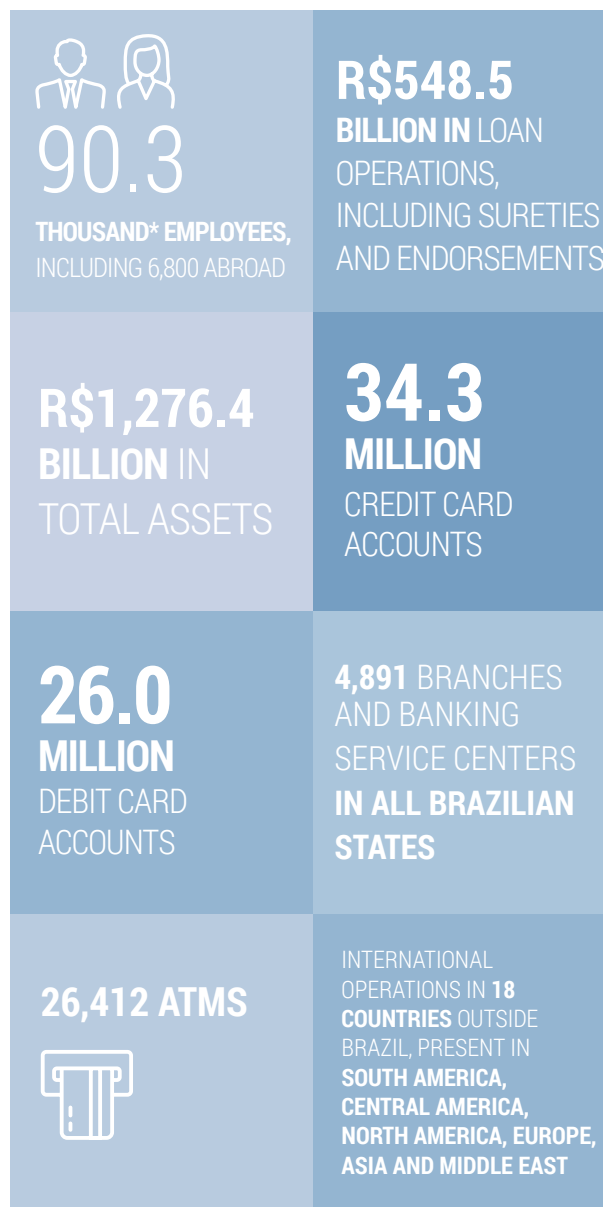 90.3
THOUSAND* EMPLOYEES,
INCLUDING 6,800 ABROAD
R$548.5
BILLION IN LOAN
OPERATIONS,
INCLUDING SURETIES
AND ENDORSEMENTS
R$1,276.4
BILLION IN
TOTAL ASSETS
34.3
MILLION
CREDIT CARD
ACCOUNTS
26.0
MILLION
DEBIT CARD
ACCOUNTS
4,891 BRANCHES
AND BANKING
SERVICE CENTERS
IN ALL BRAZILIAN
STATES
26,412 ATMS
INTERNATIONAL
OPERATIONS IN 18
COUNTRIES OUTSIDE
BRAZIL, PRESENT IN
SOUTH AMERICA,
CENTRAL AMERICA,
NORTH AMERICA, EUROPE,
ASIA AND MIDDLE EAST